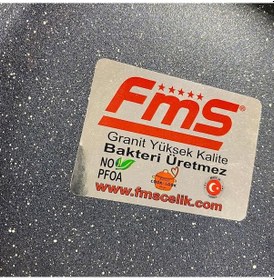 FMS®
Granit Yüksek Kalite
Bakteri Üretmez
NO
PFOA
www.fmscelik.com